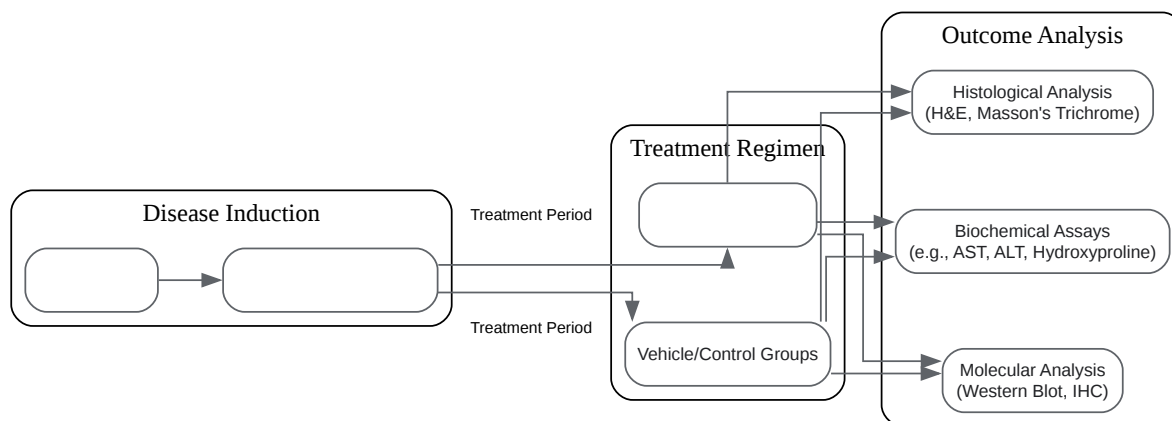 Outcome Analysis
Histological Analysis
(H&E, Masson's Trichrome)
Treatment Regimen
Disease Induction
Treatment Period
Biochemical Assays
(e.g., AST, ALT, Hydroxyproline)
Treatment Period
Vehicle/Control Groups
Molecular Analysis
(Western Blot, IHC)